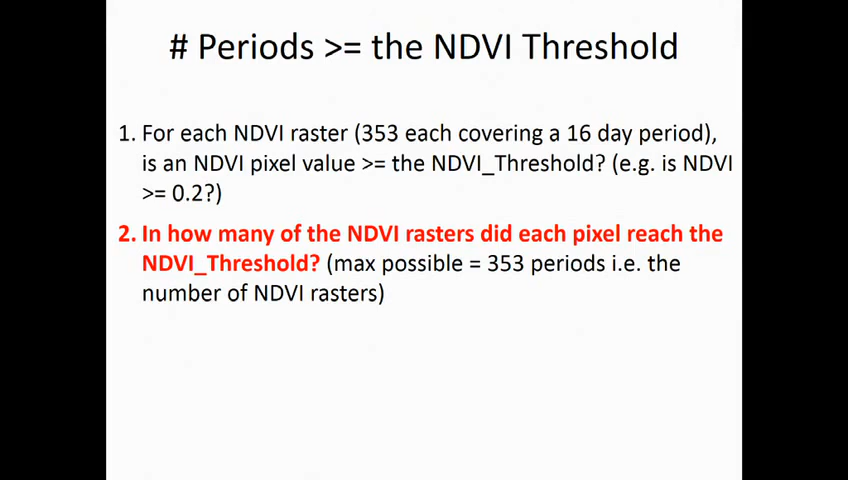 # Periods >= the NDVI Threshold
1. For each NDVI raster (353 each covering a 16 day period),
is an NDVI pixel value >= the NDVI_Threshold? (e.g. is NDVI
>= 0.2?)
2. In how many of the NDVI rasters did each pixel reach the
NDVI_Threshold? (max possible = 353 periods i.e. the
number of NDVI rasters)